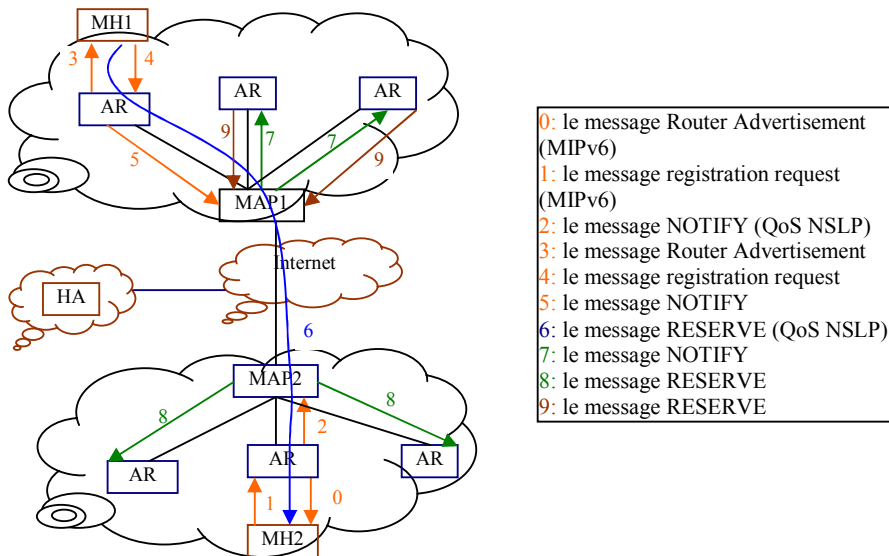 MH1
3
4
AR
AR
AR
5
9
7
7
9
MAP1
Internet
HA
6
MAP2
8
8
2
AR
AR
AR
1
0
MH2
0: le message Router Advertisement
(MIPv6)
1: le message registration request
(MIPv6)
2: le message NOTIFY (QoS NSLP)
3: le message Router Advertisement
4: le message registration request
5: le message NOTIFY
6: le message RESERVE (QoS NSLP)
7: le message NOTIFY
8: le message RESERVE
9: le message RESERVE